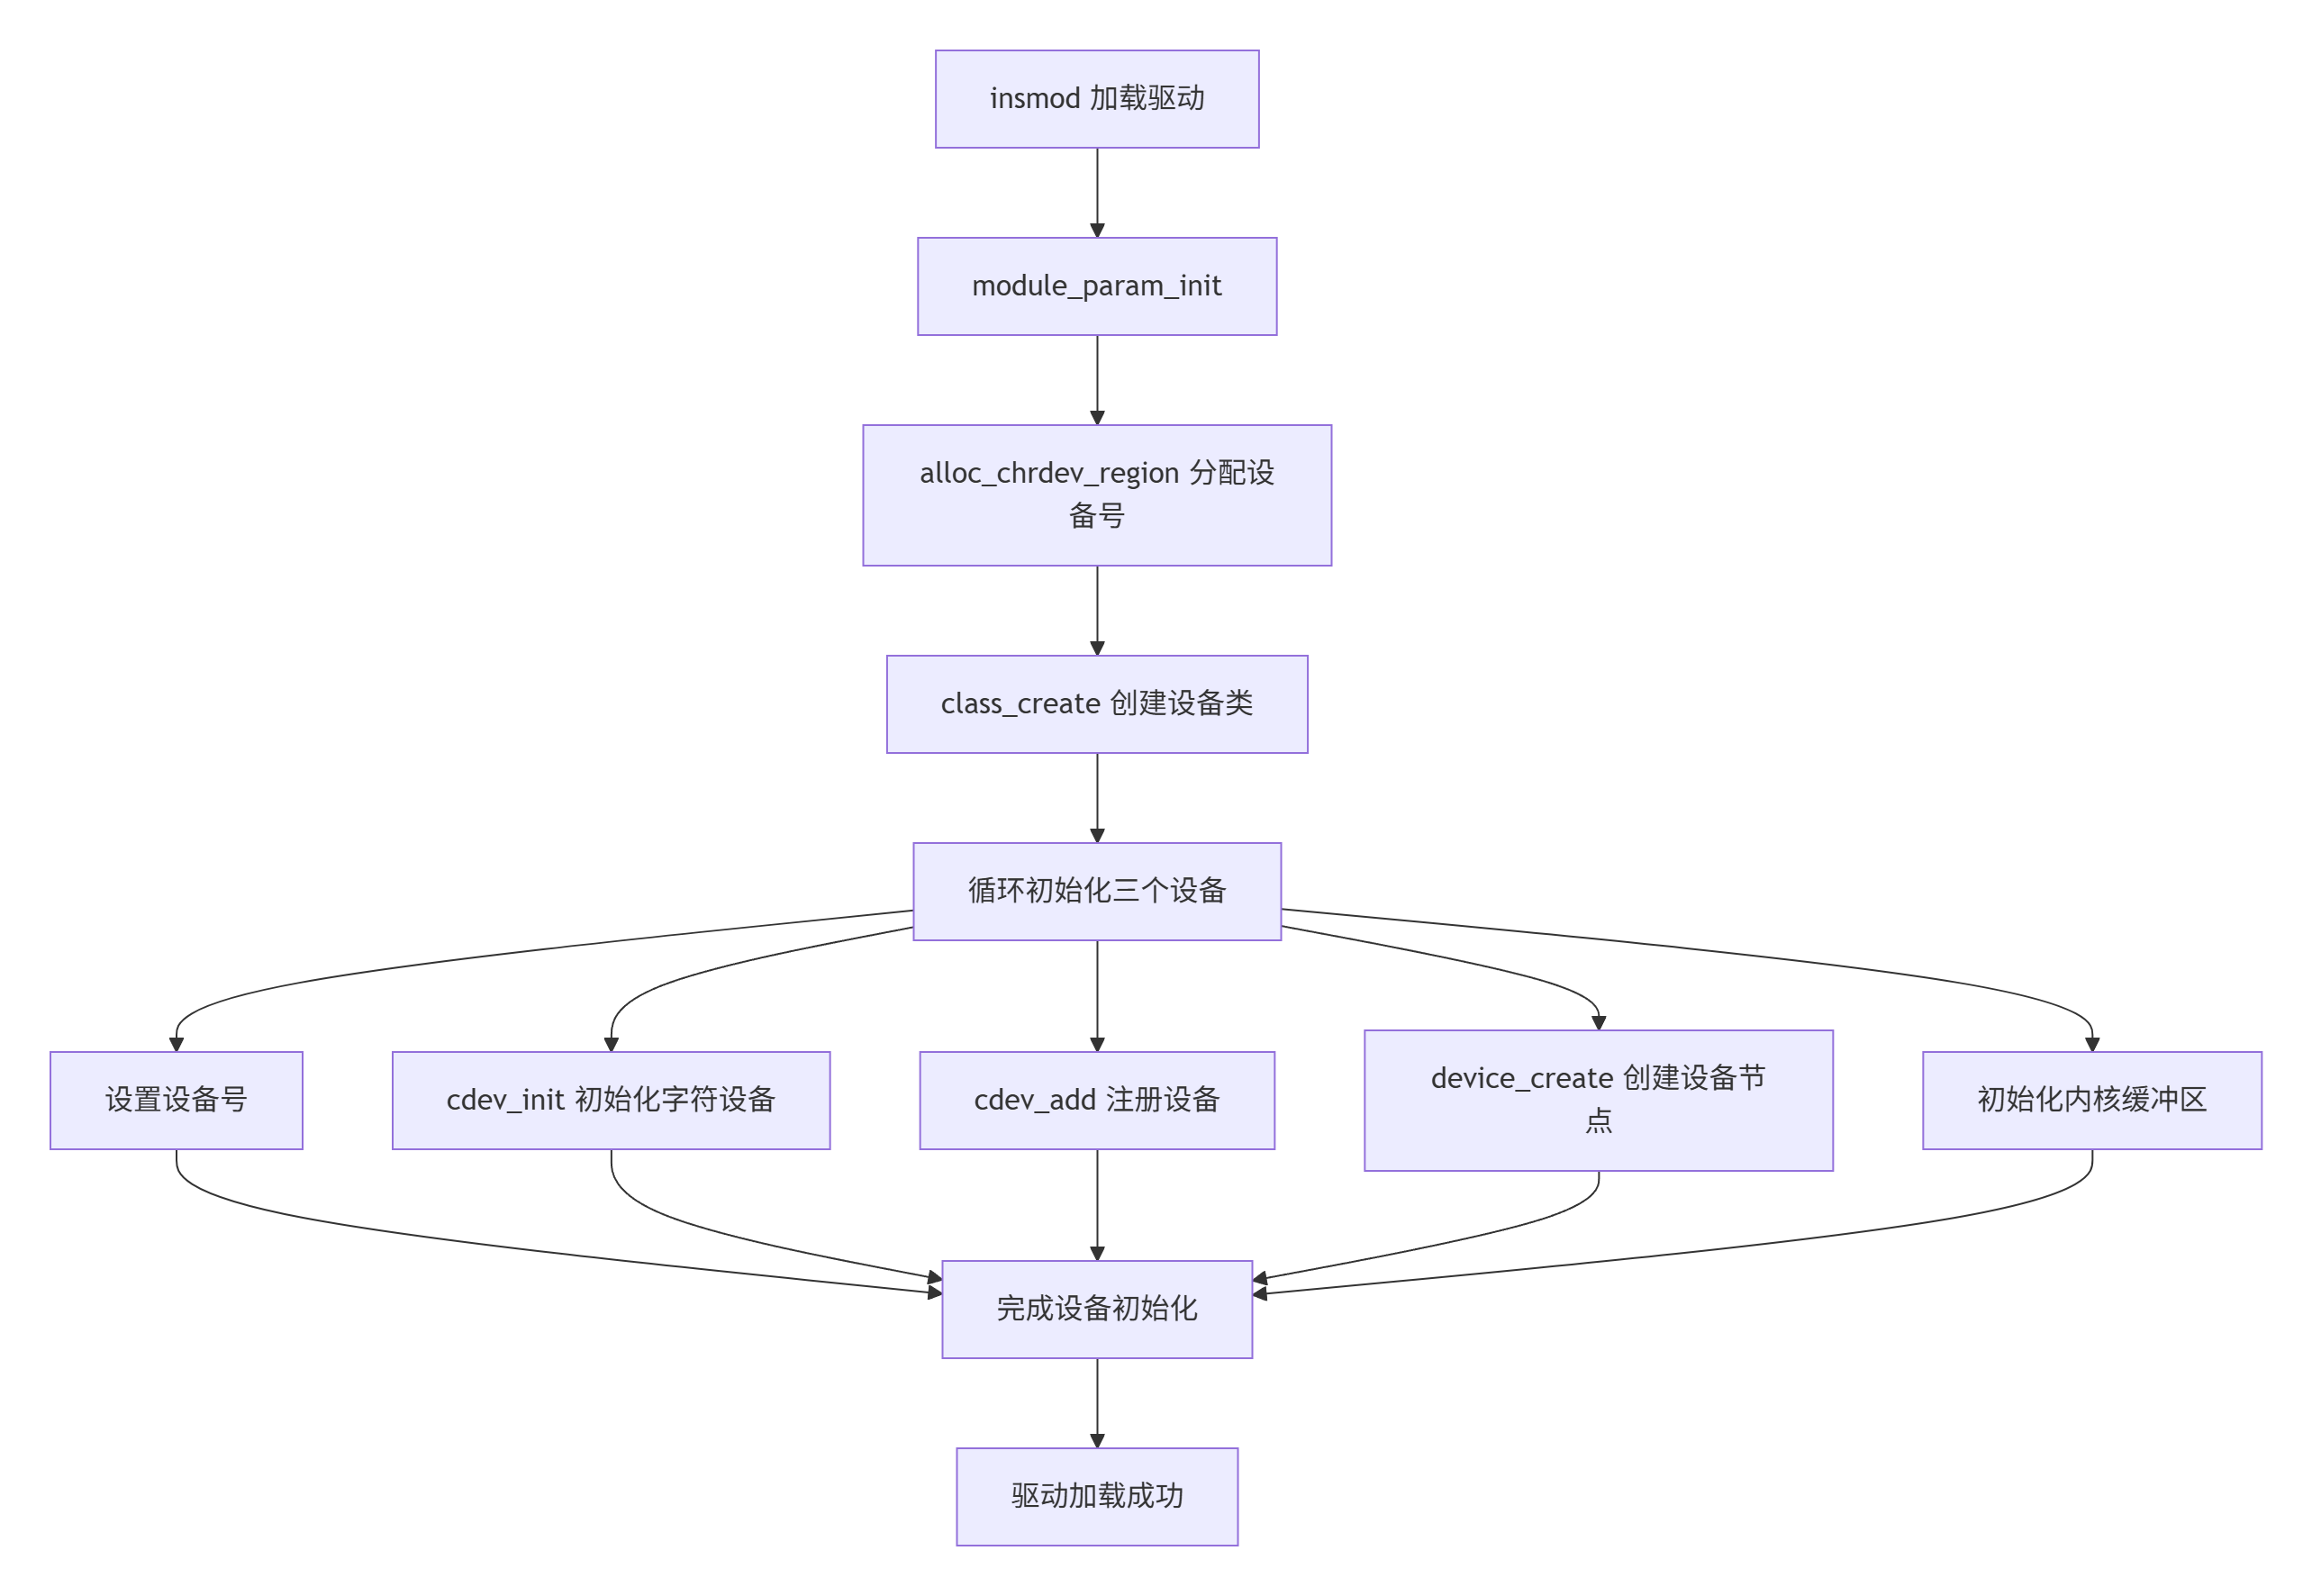 insmod 加载驱动
module_param_init
alloc_chrdev_region 分配设
备号
class_create 创建设备类
循环初始化三个设备
设置设备号
cdev_init 初始化字符设备
cdev_add 注册设备
device_create 创建设备节
点
初始化内核缓冲区
完成设备初始化
驱动加载成功